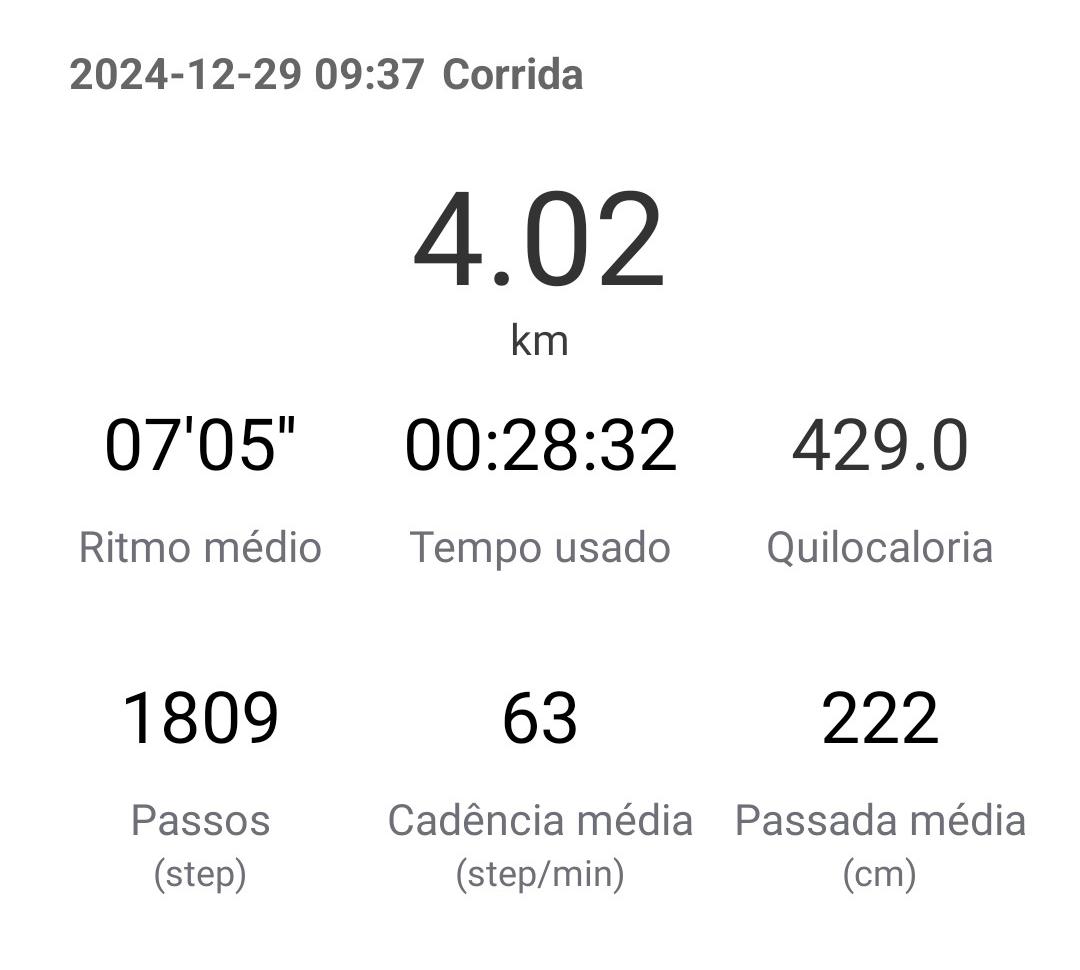 2024-12-29 09:37 Corrida
4.02
km
07'05" 00:28:32 429.0
Ritmo médio Tempo usado Quilocaloria
1809 63 222
Passos Cadência média Passada média
(step) (step/min) (cm)